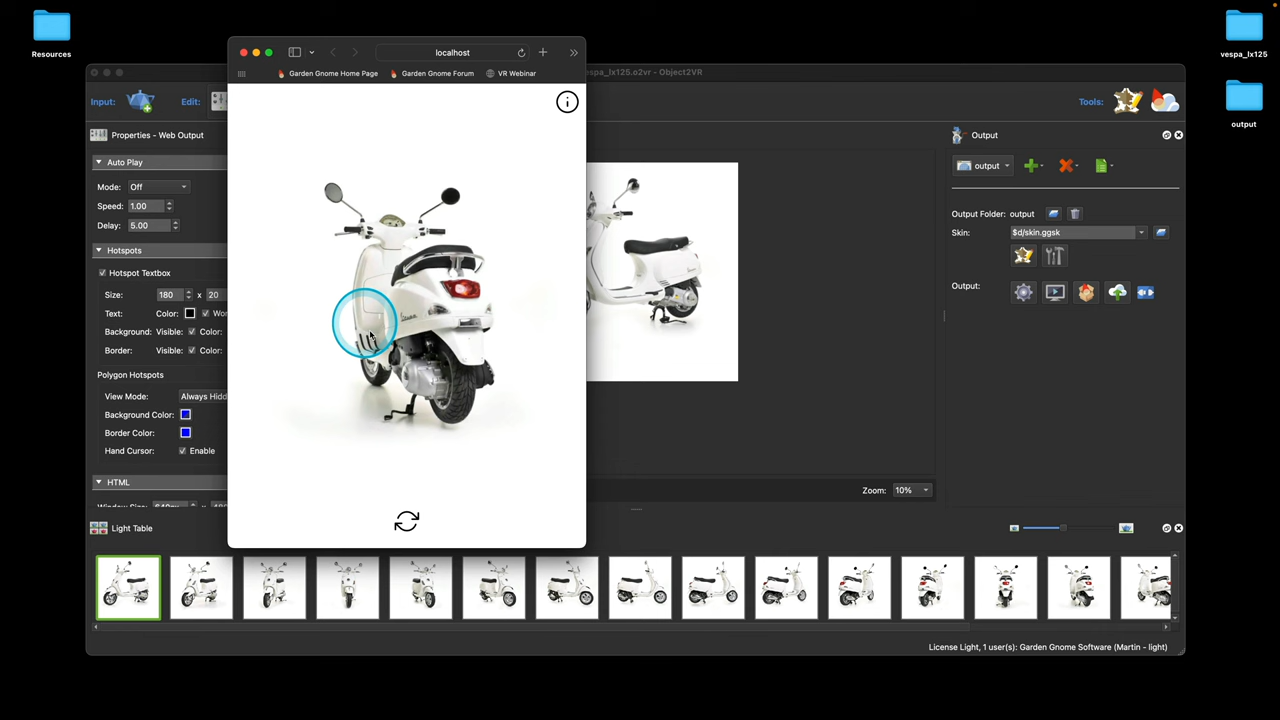 Resources
vespa_lx125
output
localhost
Garden Gnome Home Page
Garden Gnome Forum
VR Webinar
espa_lx125.o2vr - Object2VR
Input:
Edit:
Tools:
Properties - Web Output
Auto Play
Mode: Off
Speed: 1.00
Delay: 5.00
Hotspots
Hotspot Textbox
Size: 180 x 20
Text: Color: Wor
Background: Visible: Color:
Border: Visible: Color:
Polygon Hotspots
View Mode: Always Hidd
Background Color:
Border Color:
Hand Cursor: Enable
HTML
Output
output
Output Folder: output
Skin: $d/skin.ggsk
Output:
Zoom: 10%
Light Table
License Light, 1 user(s): Garden Gnome Software (Martin - light)